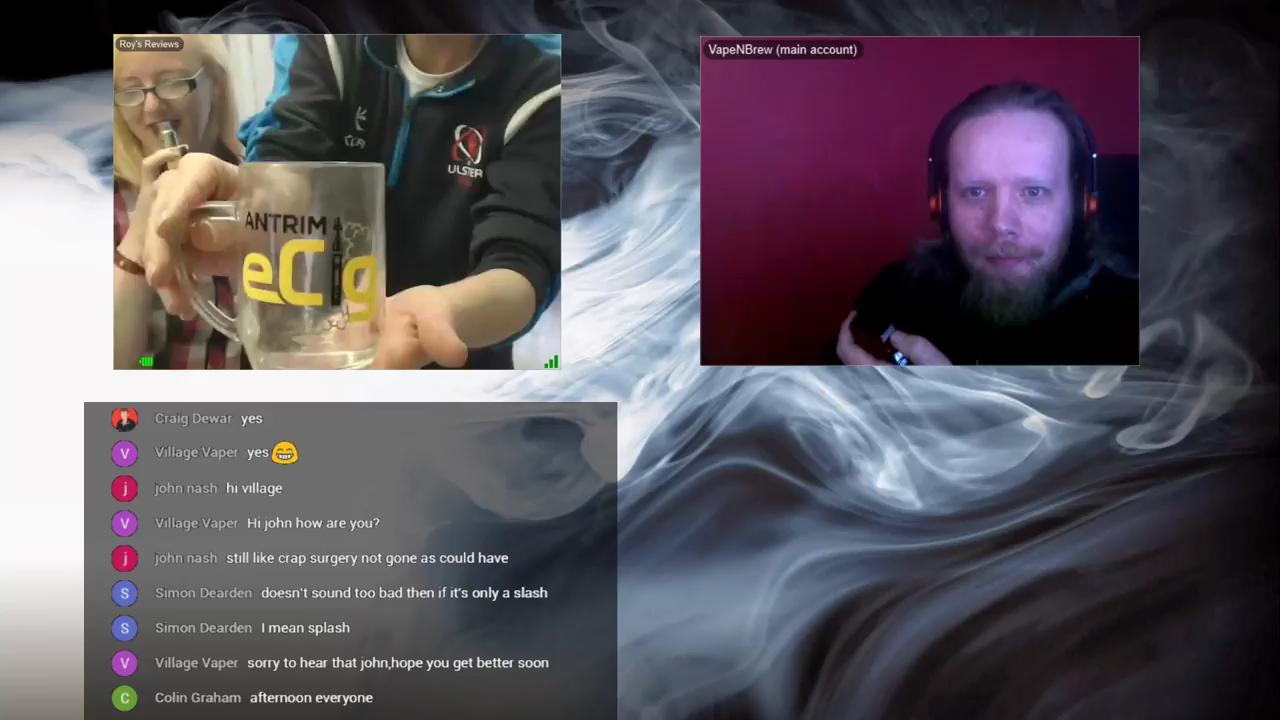 Roy's Reviews
VapeNBrew (main account)
ULSTER
ANTRIM
eCig
Craig Dewar yes
V Village Vaper yes 😁
j john nash hi village
V Village Vaper Hi john how are you?
j john nash still like crap surgery not gone as could have
S Simon Dearden doesn't sound too bad then if it's only a slash
S Simon Dearden I mean splash
V Village Vaper sorry to hear that john,hope you get better soon
C Colin Graham afternoon everyone